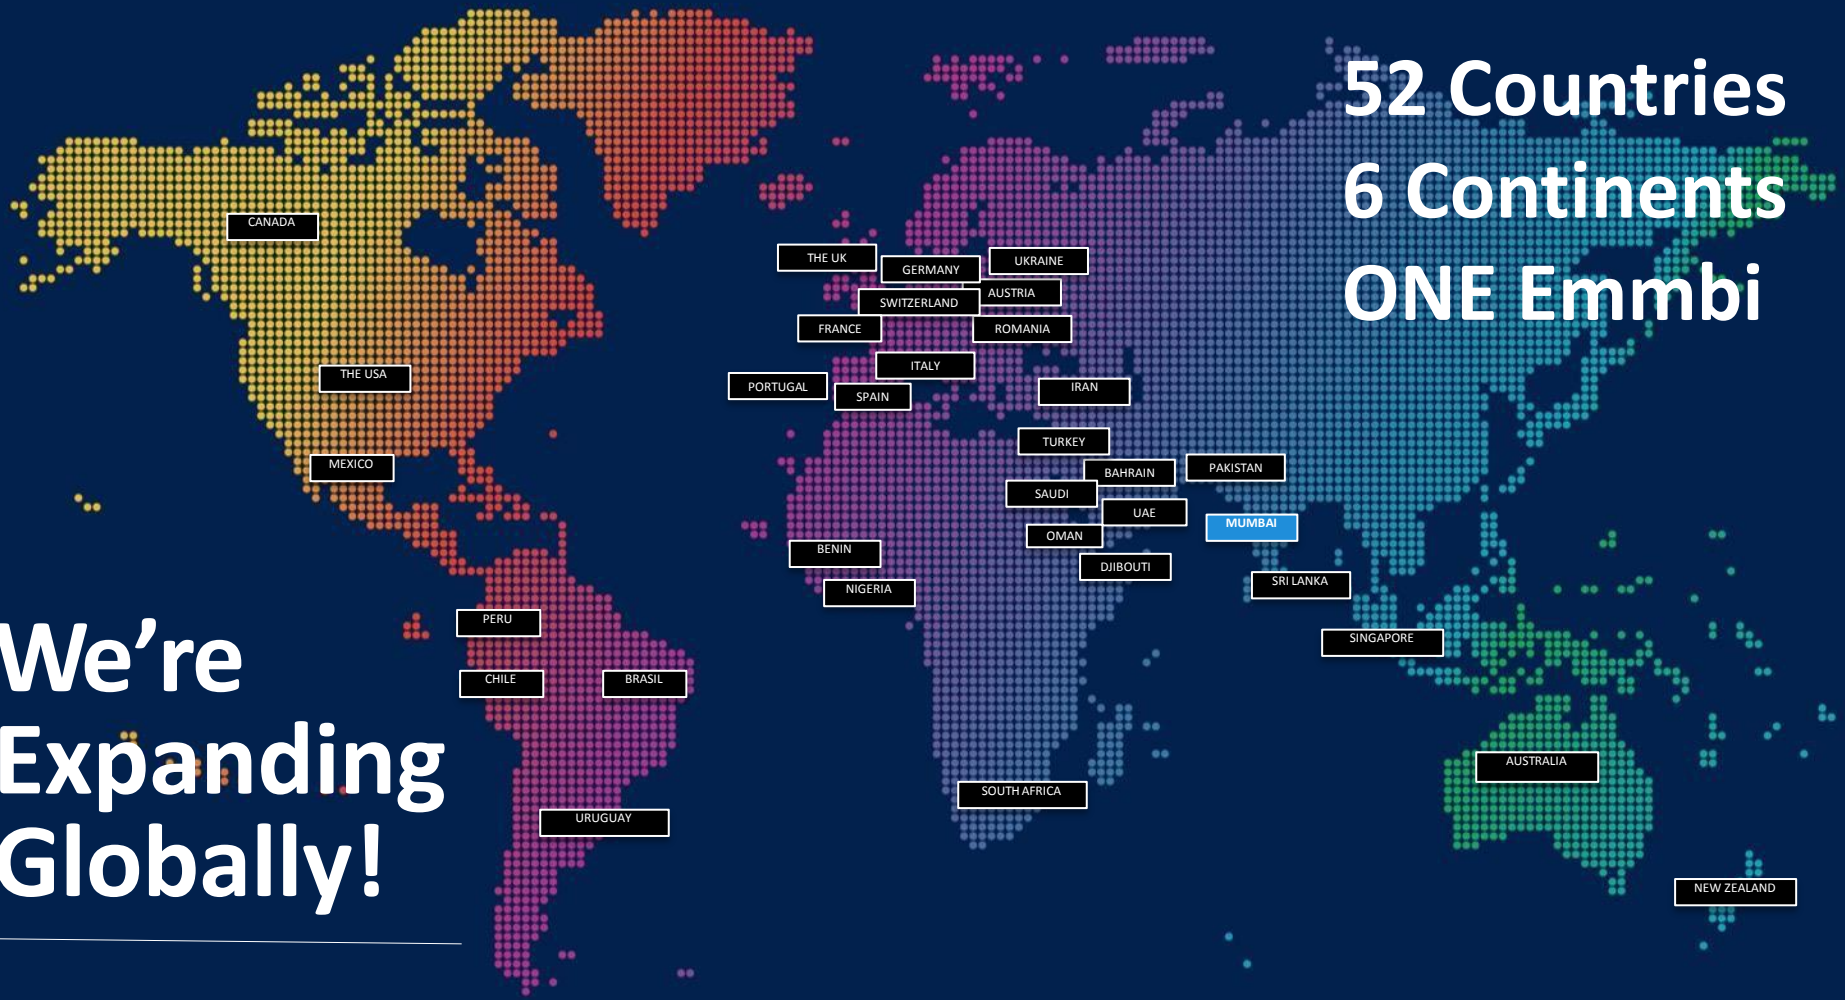 52 Countries
6 Continents
ONE Emmbi
CANADA
THE UK
GERMANY
UKRAINE
SWITZERLAND
AUSTRIA
FRANCE
ROMANIA
ITALY
THE USA
PORTUGAL
SPAIN
IRAN
TURKEY
MEXICO
BAHRAIN
PAKISTAN
SAUDI
UAE
MUMBAI
OMAN
BENIN
DJIBOUTI
NIGERIA
SRI LANKA
PERU
SINGAPORE
CHILE
BRASIL
AUSTRALIA
SOUTH AFRICA
URUGUAY
NEW ZEALAND
We’re
Expanding
Globally!